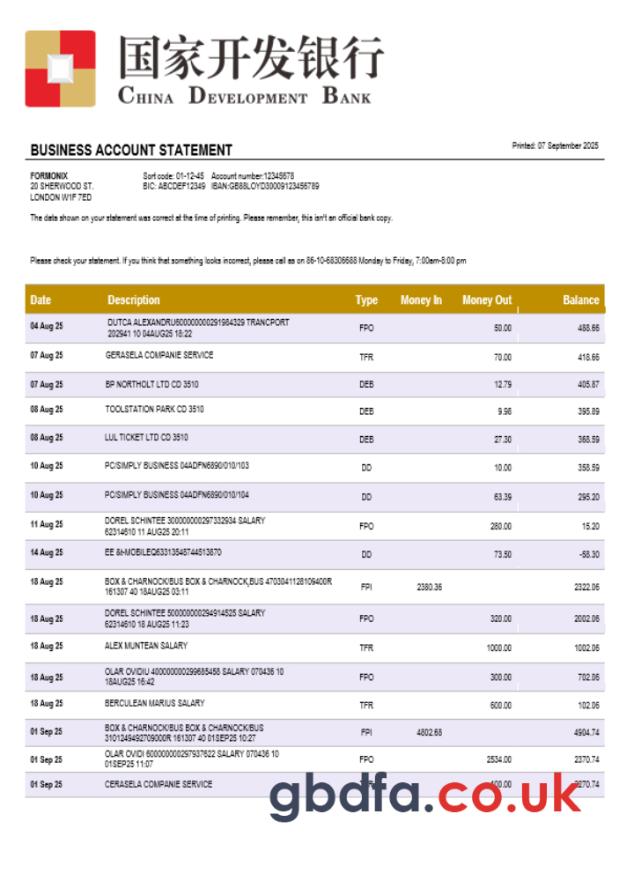 国家开发银行
CHINA DEVELOPMENT BANK
BUSINESS ACCOUNT STATEMENT
Printed: 07 September 2025
FORMONIX Sort code: 01-12-45 Account number:12345678
20 SHERWOOD ST. BIC: ABCDEF12349 IBAN:GB88LOYD30009123456789
LONDON W1F 7ED
The data shown on your statement was correct at the time of printing. Please remember, this isn't an official bank copy.
Please check your statement. If you think that something looks incorrect, please call as on 86-10-68306688 Monday to Friday, 7:00am-8:00 pm
Date Description Type Money In Money Out Balance
04 Aug 25 DUTCA ALEXANDRU600000000291984329 TRANCPORT FPO 50.00 488.66
202941 10 04AUG25 18:22
07 Aug 25 GERASELA COMPANIE SERVICE TFR 70.00 418.66
07 Aug 25 BP NORTHOLT LTD CD 3510 DEB 12.79 405.87
08 Aug 25 TOOLSTATION PARK CD 3510 DEB 9.98 395.89
08 Aug 25 LUL TICKET LTD CD 3510 DEB 27.30 368.59
10 Aug 25 PC/SIMPLY BUSINESS 04ADFN6890/010/103 DD 10.00 358.59
10 Aug 25 PC/SIMPLY BUSINESS 04ADFN6890/010/104 DD 63.39 295.20
11 Aug 25 DOREL SCHINTEE 300000000297332934 SALARY FPO 280.00 15.20
62314610 11 AUG25 20:11
14 Aug 25 EE &t-MOBILEQ63313548744513870 DD 73.50 -58.30
18 Aug 25 BOX & CHARNOCK/BUS BOX & CHARNOCK,BUS 4703041128109400R FPI 2380.36 2322.06
161307 40 18AUG25 03:11
18 Aug 25 DOREL SCHINTEE 500000000294914525 SALARY FPO 320.00 2002.06
62314610 18 AUG25 11:23
18 Aug 25 ALEX MUNTEAN SALARY TFR 1000.00 1002.06
18 Aug 25 OLAR OVIDIU 400000000299685458 SALARY 070436 10 FPO 300.00 702.06
18AUG25 16:42
18 Aug 25 BERCULEAN MARIUS SALARY TFR 600.00 102.06
01 Sep 25 BOX & CHARNOCK/BUS BOX & CHARNOCK/BUS FPI 4802.68 4904.74
3101249492709000R 161307 40 01SEP25 10:27
01 Sep 25 OLAR OVIDI 600000000297937622 SALARY 070436 10 FPO 2534.00 2370.74
01SEP25 11:07
01 Sep 25 CERASELA COMPANIE SERVICE
gbdfa.co.uk